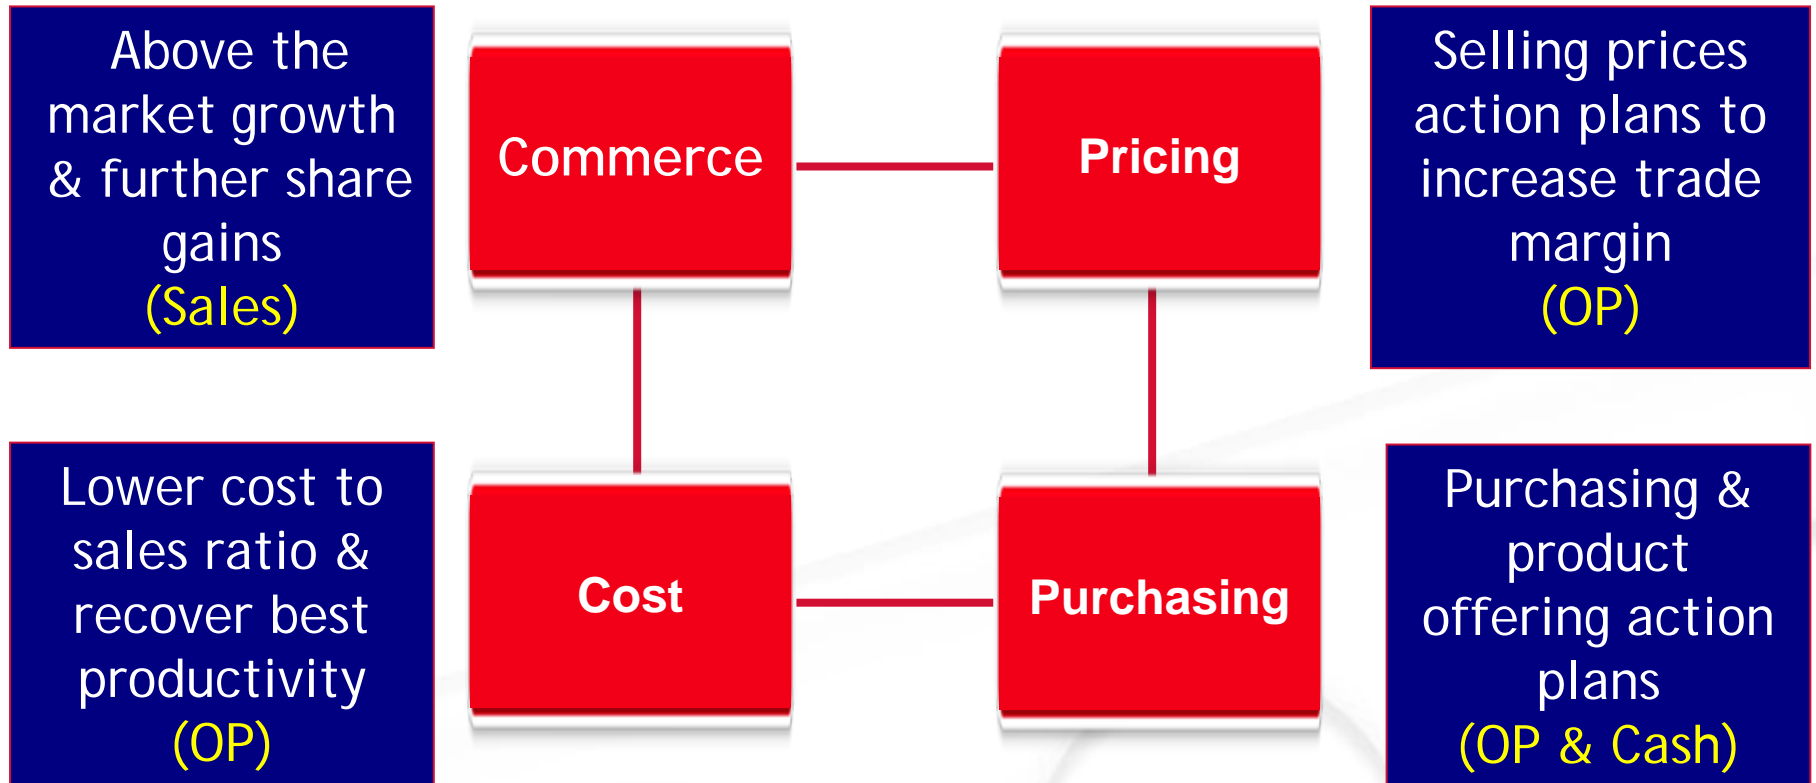 Above the
market growth
& further share
gains
(Sales)
Commerce
Pricing
Selling prices
action plans to
increase trade
margin
(OP)
Lower cost to
sales ratio &
recover best
productivity
(OP)
Cost
Purchasing
Purchasing &
product
offering action
plans
(OP & Cash)